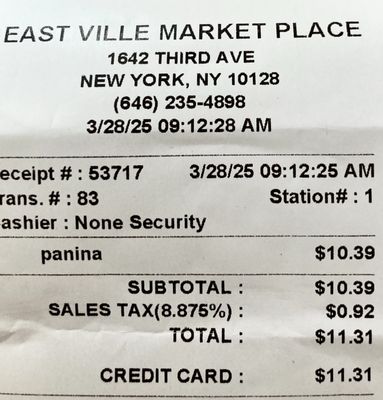 EAST VILLE MARKET PLACE
1642 THIRD AVE
NEW YORK, NY 10128
(646) 235-4898
3/28/25 09:12:28 AM
eceipt # : 53717 3/28/25 09:12:25 AM
rans. # : 83 Station# : 1
ashier : None Security
panina $10.39
SUBTOTAL : $10.39
SALES TAX(8.875%) : $0.92
TOTAL : $11.31
CREDIT CARD : $11.31